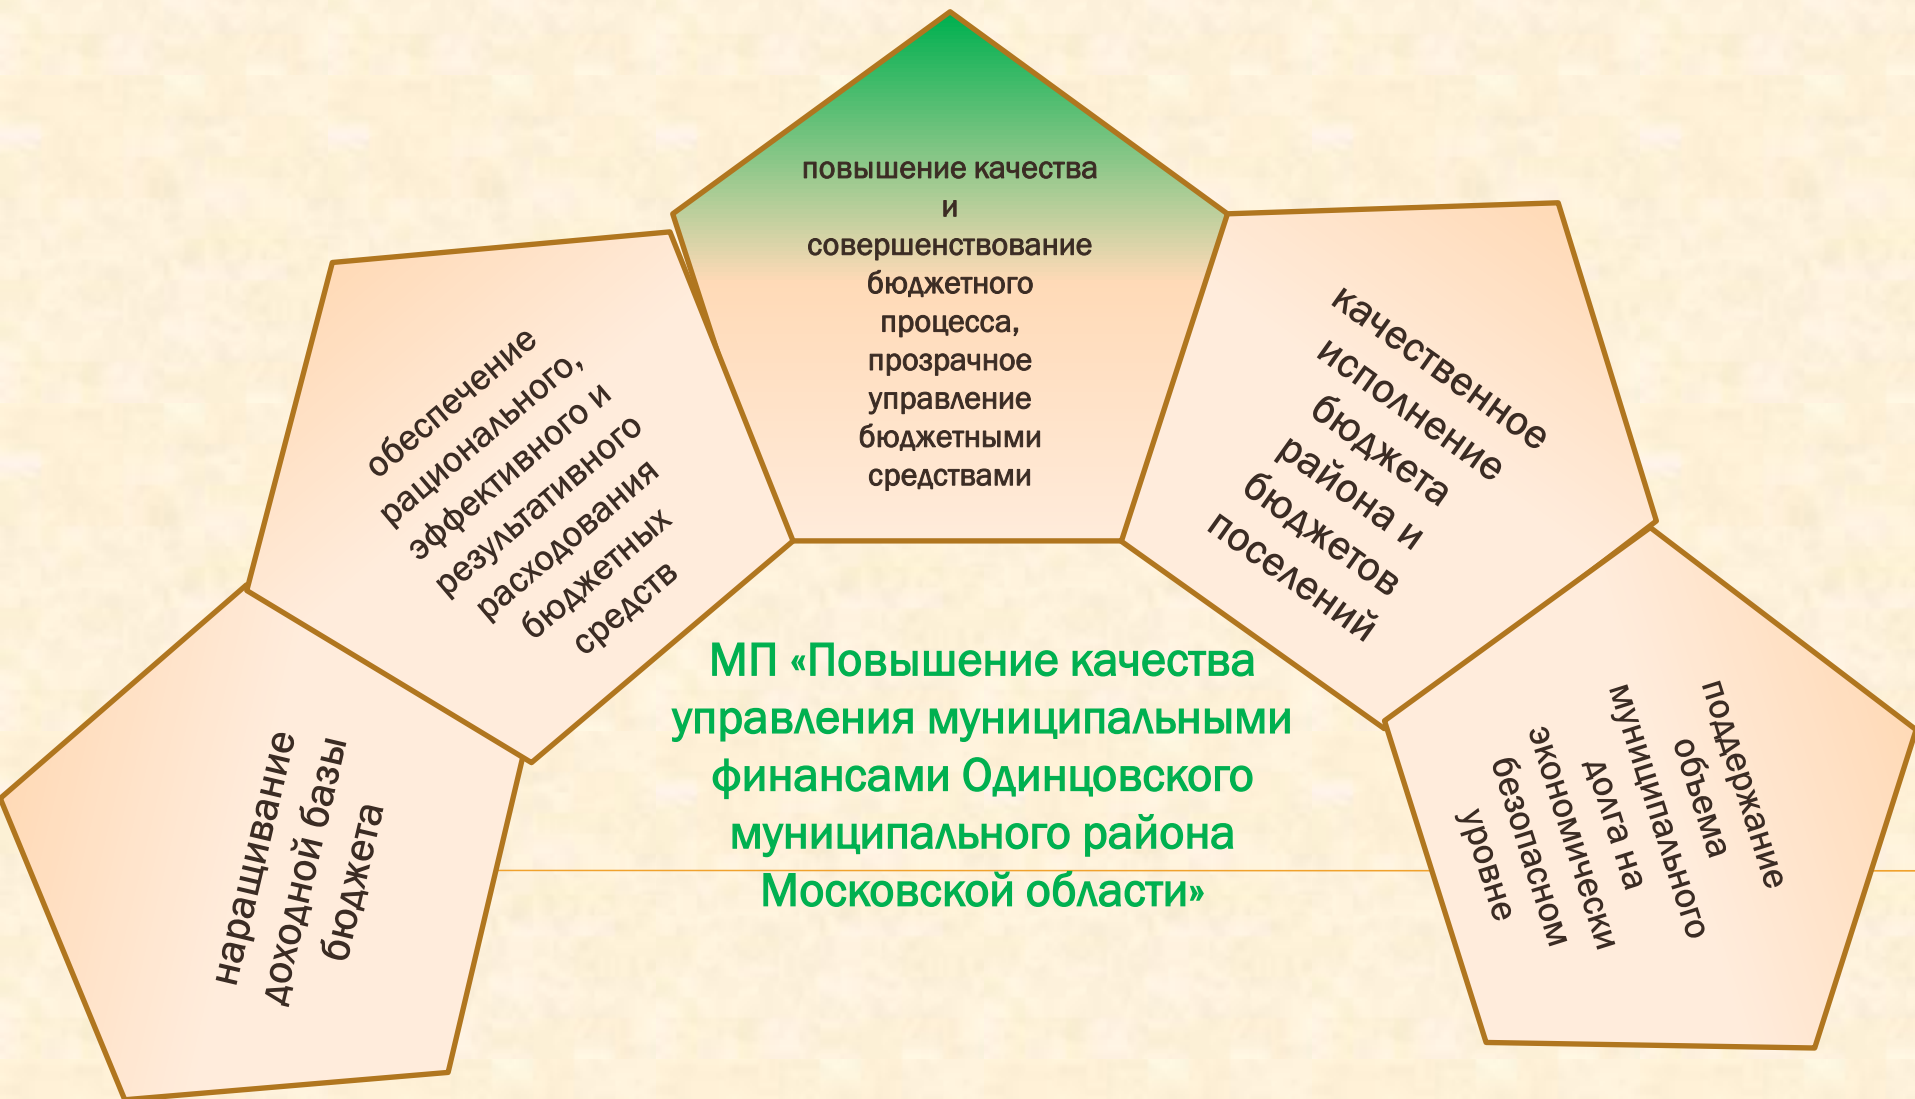 повышение качества
и
совершенствование
бюджетного
процесса,
прозрачное
управление
бюджетными
средствами
обеспечение
рационального,
эффективного и
результативного
расходования
бюджетных
средств
качественное
исполнение
бюджета
района и
бюджетов
поселений
наращивание
доходной базы
бюджета
поддержание
объема
муниципального
долга на
экономически
безопасном
уровне
МП «Повышение качества
управления муниципальными
финансами Одинцовского
муниципального района
Московской области»